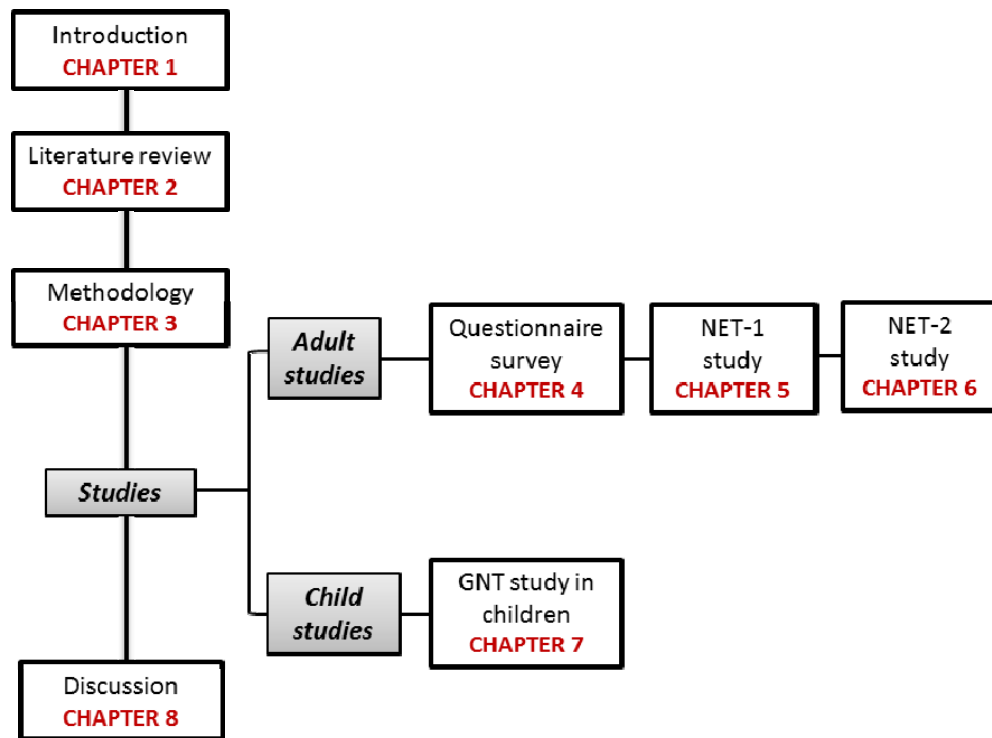 Introduction
CHAPTER 1
Literature review
CHAPTER 2
Methodology
CHAPTER 3
Studies
Adult
studies
Questionnaire
survey
CHAPTER 4
NET-1
study
CHAPTER 5
NET-2
study
CHAPTER 6
Child
studies
GNT study in
children
CHAPTER 7
Discussion
CHAPTER 8